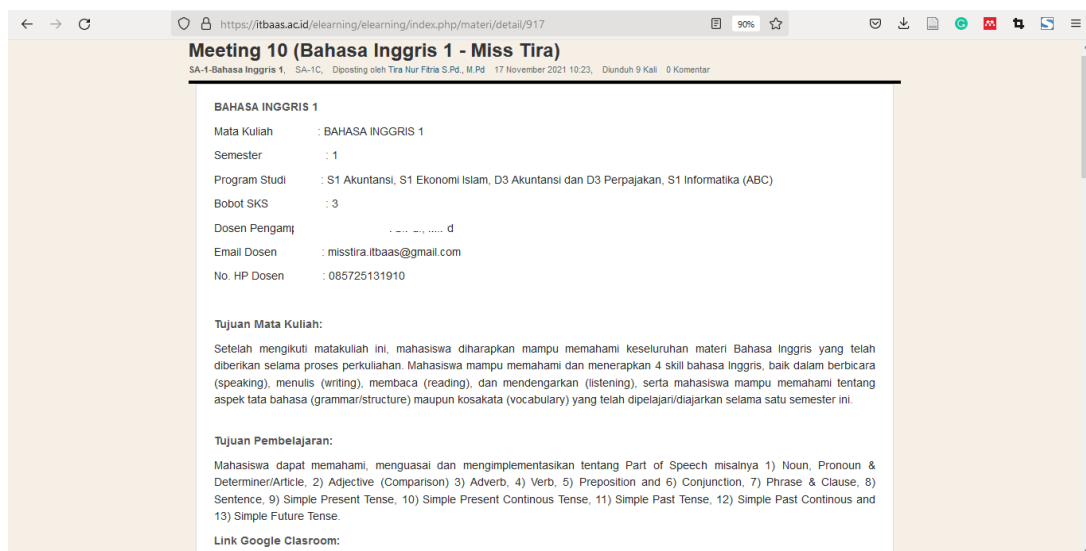 https://itbaas.ac.id/elearning/elearning/index.php/materi/detail/917
90%
Meeting 10 (Bahasa Inggris 1 - Miss Tira)
SA-1-Bahasa Inggris 1, SA-1C, Diposting oleh Tira Nur Fitria S.Pd., M.Pd 17 November 2021 10:23, Diunduh 9 Kali 0 Komentar
BAHASA INGGRIS 1
Mata Kuliah : BAHASA INGGRIS 1
Semester : 1
Program Studi : S1 Akuntansi, S1 Ekonomi Islam, D3 Akuntansi dan D3 Perpajakan, S1 Informatika (ABC)
Bobot SKS : 3
Dosen
Email Dosen : misstira.itbaas@gmail.com
No. HP Dosen : 085725131910
Tujuan Mata Kuliah:
Setelah mengikuti matakuliah ini, mahasiswa diharapkan mampu memahami keseluruhan materi Bahasa Inggris yang telah
diberikan selama proses perkuliahan. Mahasiswa mampu memahami dan menerapkan 4 skill bahasa Inggris, baik dalam berbicara
(speaking), menulis (writing), membaca (reading), dan mendengarkan (listening), serta mahasiswa mampu memahami tentang
aspek tata bahasa (grammar/structure) maupun kosakata (vocabulary) yang telah dipelajari/diajarkan selama satu semester ini.
Tujuan Pembelajaran:
Mahasiswa dapat memahami, menguasai dan mengimplementasikan tentang Part of Speech misalnya 1) Noun, Pronoun &
Determiner/Article, 2) Adjective (Comparison) 3) Adverb, 4) Verb, 5) Preposition and 6) Conjunction, 7) Phrase & Clause, 8)
Sentence, 9) Simple Present Tense, 10) Simple Present Continous Tense, 11) Simple Past Tense, 12) Simple Past Continous and
13) Simple Future Tense.
Link Google Clasroom: